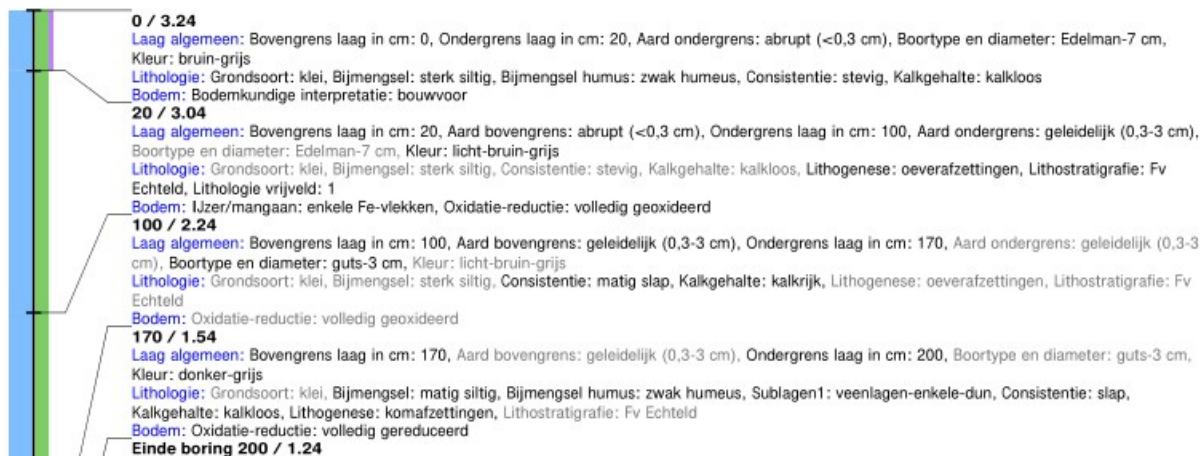 0 / 3.24
Laag algemeen: Bovengrens laag in cm: 0, Ondergrens laag in cm: 20, Aard ondergrens: abrupt (<0,3 cm), Boortype en diameter: Edelman-7 cm,
Kleur: bruin-grijs
Lithologie: Grondsoort: klei, Bijmengsel: sterk siltig, Bijmengsel humus: zwak humeus, Consistentie: stevig, Kalkgehalte: kalkloos
Bodem: Bodemkundige interpretatie: bouwvoor
20 / 3.04
Laag algemeen: Bovengrens laag in cm: 20, Aard bovengrens: abrupt (<0,3 cm), Ondergrens laag in cm: 100, Aard ondergrens: geleidelijk (0,3-3 cm),
Boortype en diameter: Edelman-7 cm, Kleur: licht-bruin-grijs
Lithologie: Grondsoort: klei, Bijmengsel: sterk siltig, Consistentie: stevig, Kalkgehalte: kalkloos, Lithogenese: oeverafzettingen, Lithostratigrafie: Fv
Echteld, Lithologie vrijveld: 1
Bodem: IJzer/mangaan: enkele Fe-vlekken, Oxidatie-reductie: volledig geoxideerd
100 / 2.24
Laag algemeen: Bovengrens laag in cm: 100, Aard bovengrens: geleidelijk (0,3-3 cm), Ondergrens laag in cm: 170, Aard ondergrens: geleidelijk (0,3-3
cm), Boortype en diameter: guts-3 cm, Kleur: licht-bruin-grijs
Lithologie: Grondsoort: klei, Bijmengsel: sterk siltig, Consistentie: matig slap, Kalkgehalte: kalkrijk, Lithogenese: oeverafzettingen, Lithostratigrafie: Fv
Echteld
Bodem: Oxidatie-reductie: volledig geoxideerd
170 / 1.54
Laag algemeen: Bovengrens laag in cm: 170, Aard bovengrens: geleidelijk (0,3-3 cm), Ondergrens laag in cm: 200, Boortype en diameter: guts-3 cm,
Kleur: donker-grijs
Lithologie: Grondsoort: klei, Bijmengsel: matig siltig, Bijmengsel humus: zwak humeus, Sublagen1: veenlagen-enkele-dun, Consistentie: slap,
Kalkgehalte: kalkloos, Lithogenese: komafzettingen, Lithostratigrafie: Fv Echteld
Bodem: Oxidatie-reductie: volledig gereduceerd
Einde boring 200 / 1.24